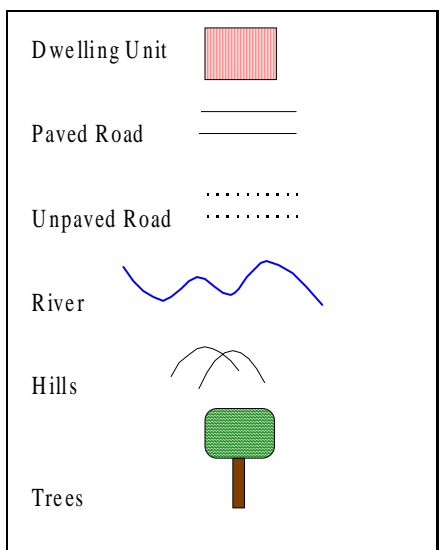 Dwelling Unit
Paved Road
Unpaved Road
River
Hills
Trees